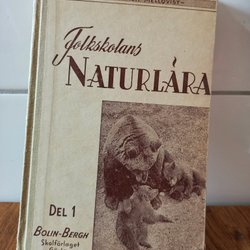 Folkskolans
NATURLÄRA
DEL 1
BOLIN-BERGH
Skolförlaget